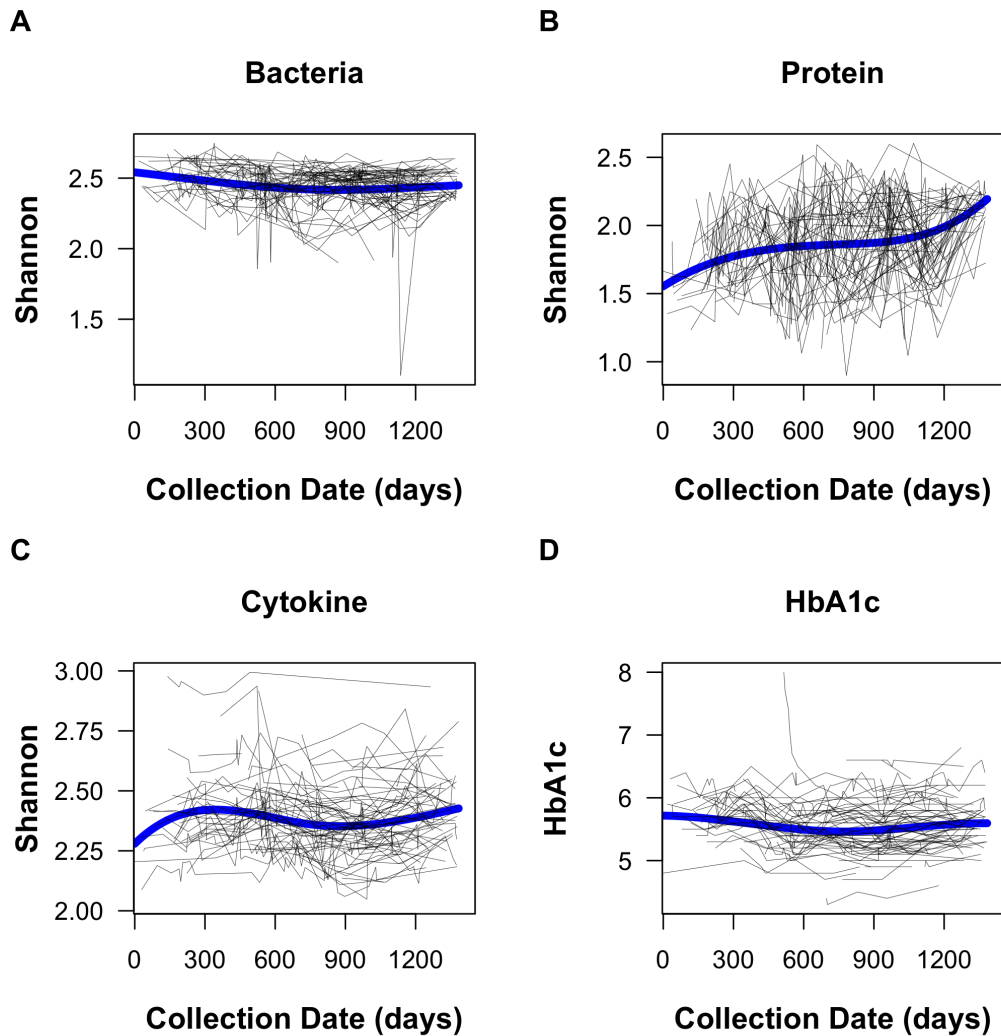 A
Bacteria
Shannon
2.5
2.0
1.5
0 300 600 900 1200
Collection Date (days)
B
Protein
Shannon
2.5
2.0
1.5
1.0
0 300 600 900 1200
Collection Date (days)
C
Cytokine
Shannon
3.00
2.75
2.50
2.25
2.00
0 300 600 900 1200
Collection Date (days)
D
HbA1c
HbA1c
8
7
6
5
0 300 600 900 1200
Collection Date (days)